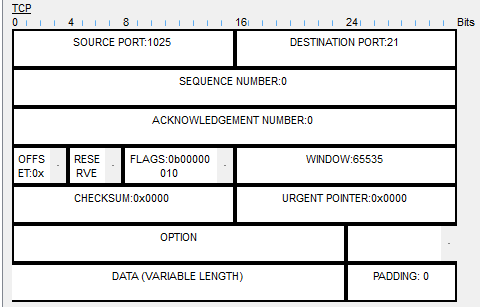 TCP
0 4 8 16 24 Bits
SOURCE PORT:1025 DESTINATION PORT:21
SEQUENCE NUMBER:0
ACKNOWLEDGEMENT NUMBER:0
OFFS RESE FLAGS:0b00000 WINDOW:65535
ET:0x RVE 010
CHECKSUM:0x0000 URGENT POINTER:0x0000
OPTION
DATA (VARIABLE LENGTH) PADDING: 0